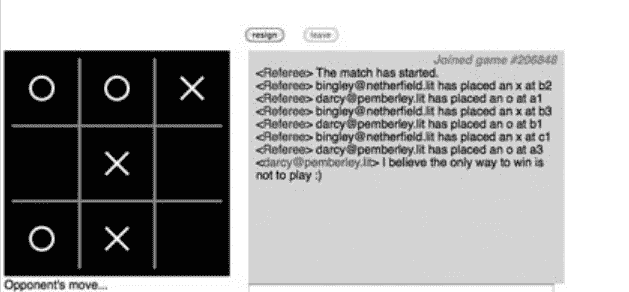 resign leave
Joined game #206848
<Referee> The match has started.
<Referee> bingley@netherfield.lit has placed an x at b2
<Referee> darcy@pemberley.lit has placed an o at a1
<Referee> bingley@netherfield.lit has placed an x at b3
<Referee> darcy@pemberley.lit has placed an o at b1
<Referee> bingley@netherfield.lit has placed an x at c1
<Referee> darcy@pemberley.lit has placed an o at a3
<darcy@pemberley.lit> I believe the only way to win is
not to play :)
O O X
X
O X
Opponent's move...